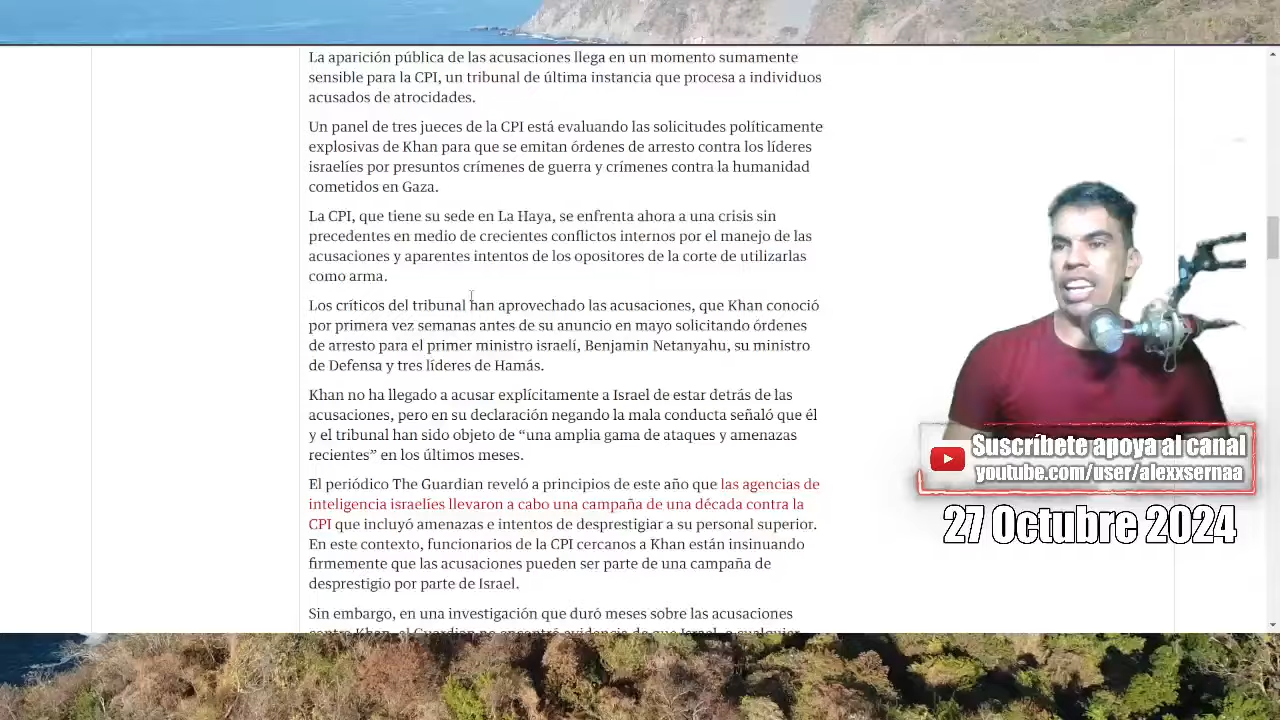 La aparición pública de las acusaciones llega en un momento sumamente
sensible para la CPI, un tribunal de última instancia que procesa a individuos
acusados de atrocidades.
Un panel de tres jueces de la CPI está evaluando las solicitudes políticamente
explosivas de Khan para que se emitan órdenes de arresto contra los líderes
israelíes por presuntos crímenes de guerra y crímenes contra la humanidad
cometidos en Gaza.
La CPI, que tiene su sede en La Haya, se enfrenta ahora a una crisis sin
precedentes en medio de crecientes conflictos internos por el manejo de las
acusaciones y aparentes intentos de los opositores de la corte de utilizarlas
como arma.
Los críticos del tribunal han aprovechado las acusaciones, que Khan conoció
por primera vez semanas antes de su anuncio en mayo solicitando órdenes
de arresto para el primer ministro israelí, Benjamin Netanyahu, su ministro
de Defensa y tres líderes de Hamás.
Khan no ha llegado a acusar explícitamente a Israel de estar detrás de las
acusaciones, pero en su declaración negando la mala conducta señaló que él
y el tribunal han sido objeto de “una amplia gama de ataques y amenazas
recientes” en los últimos meses.
El periódico The Guardian reveló a principios de este año que las agencias de
inteligencia israelíes llevaron a cabo una campaña de una década contra la
CPI que incluyó amenazas e intentos de desprestigiar a su personal superior.
En este contexto, funcionarios de la CPI cercanos a Khan están insinuando
firmemente que las acusaciones pueden ser parte de una campaña de
desprestigio por parte de Israel.
Sin embargo, en una investigación que duró meses sobre las acusaciones
contra Khan, el Guardian no encontró evidencia de que Israel, o cualquier
Suscríbete apoya al canal
youtube.com/user/alexxsernaa
27 Octubre 2024